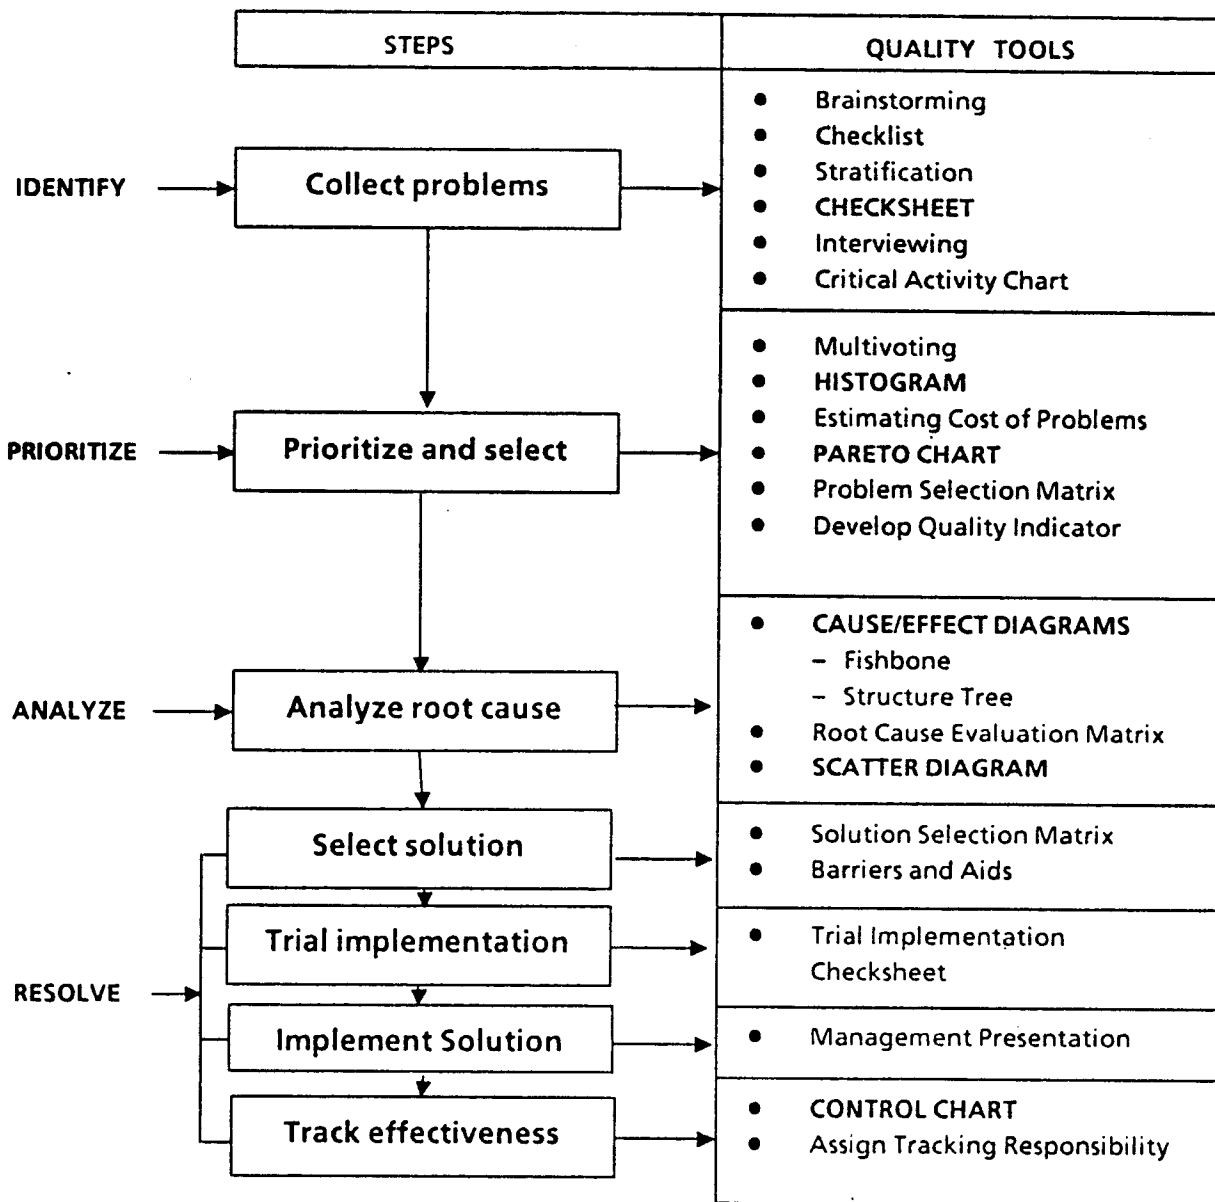 STEPS
QUALITY TOOLS
IDENTIFY
Collect problems
• Brainstorming
• Checklist
• Stratification
• CHECKSHEET
• Interviewing
• Critical Activity Chart
PRIORITIZE
Prioritize and select
• Multivoting
• HISTOGRAM
• Estimating Cost of Problems
• PARETO CHART
• Problem Selection Matrix
• Develop Quality Indicator
ANALYZE
Analyze root cause
• CAUSE/EFFECT DIAGRAMS
– Fishbone
– Structure Tree
• Root Cause Evaluation Matrix
• SCATTER DIAGRAM
RESOLVE
Select solution
• Solution Selection Matrix
• Barriers and Aids
Trial implementation
• Trial Implementation
Checksheet
Implement Solution
• Management Presentation
Track effectiveness
• CONTROL CHART
• Assign Tracking Responsibility